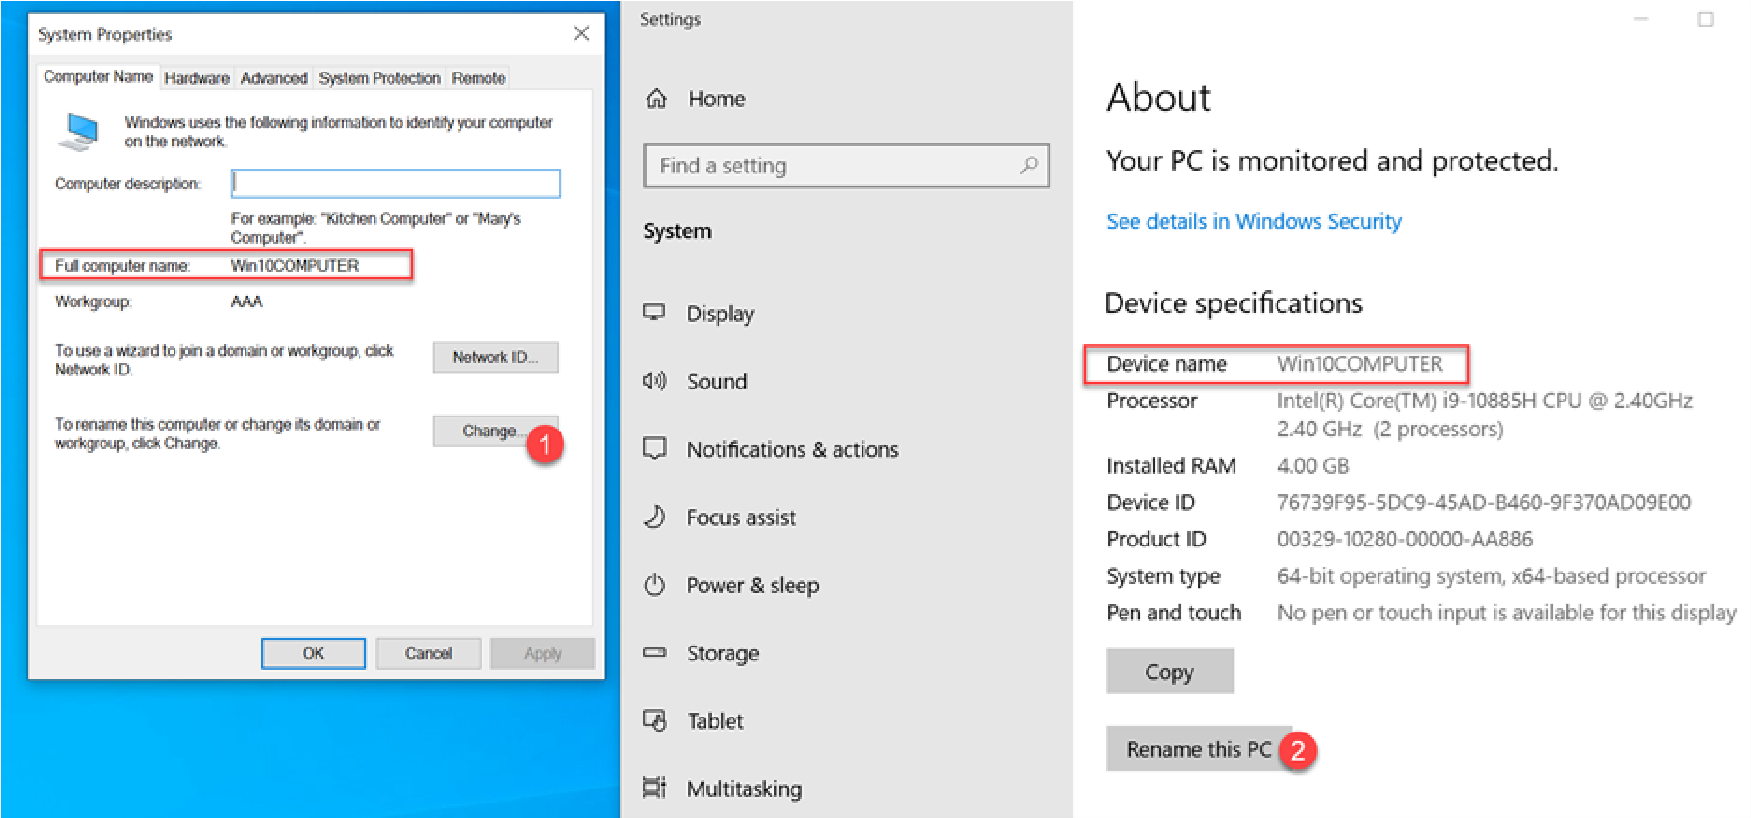 System Properties
Computer Name Hardware Advanced System Protection Remote
Windows uses the following information to identify your computer
on the network.
Computer description:
For example: "Kitchen Computer" or "Mary's
Computer".
Full computer name: Win10COMPUTER
Workgroup: AAA
To use a wizard to join a domain or workgroup, click
Network ID.
Network ID...
To rename this computer or change its domain or
workgroup, click Change.
Change...
1
OK Cancel Apply
Settings
Home
Find a setting
System
Display
Sound
Notifications & actions
Focus assist
Power & sleep
Storage
Tablet
Multitasking
About
Your PC is monitored and protected.
See details in Windows Security
Device specifications
Device name Win10COMPUTER
Processor Intel(R) Core(TM) i9-10885H CPU @ 2.40GHz
2.40 GHz (2 processors)
Installed RAM 4.00 GB
Device ID 76739F95-5DC9-45AD-B460-9F370AD09E00
Product ID 00329-10280-00000-AA886
System type 64-bit operating system, x64-based processor
Pen and touch No pen or touch input is available for this display
Copy
Rename this PC 2